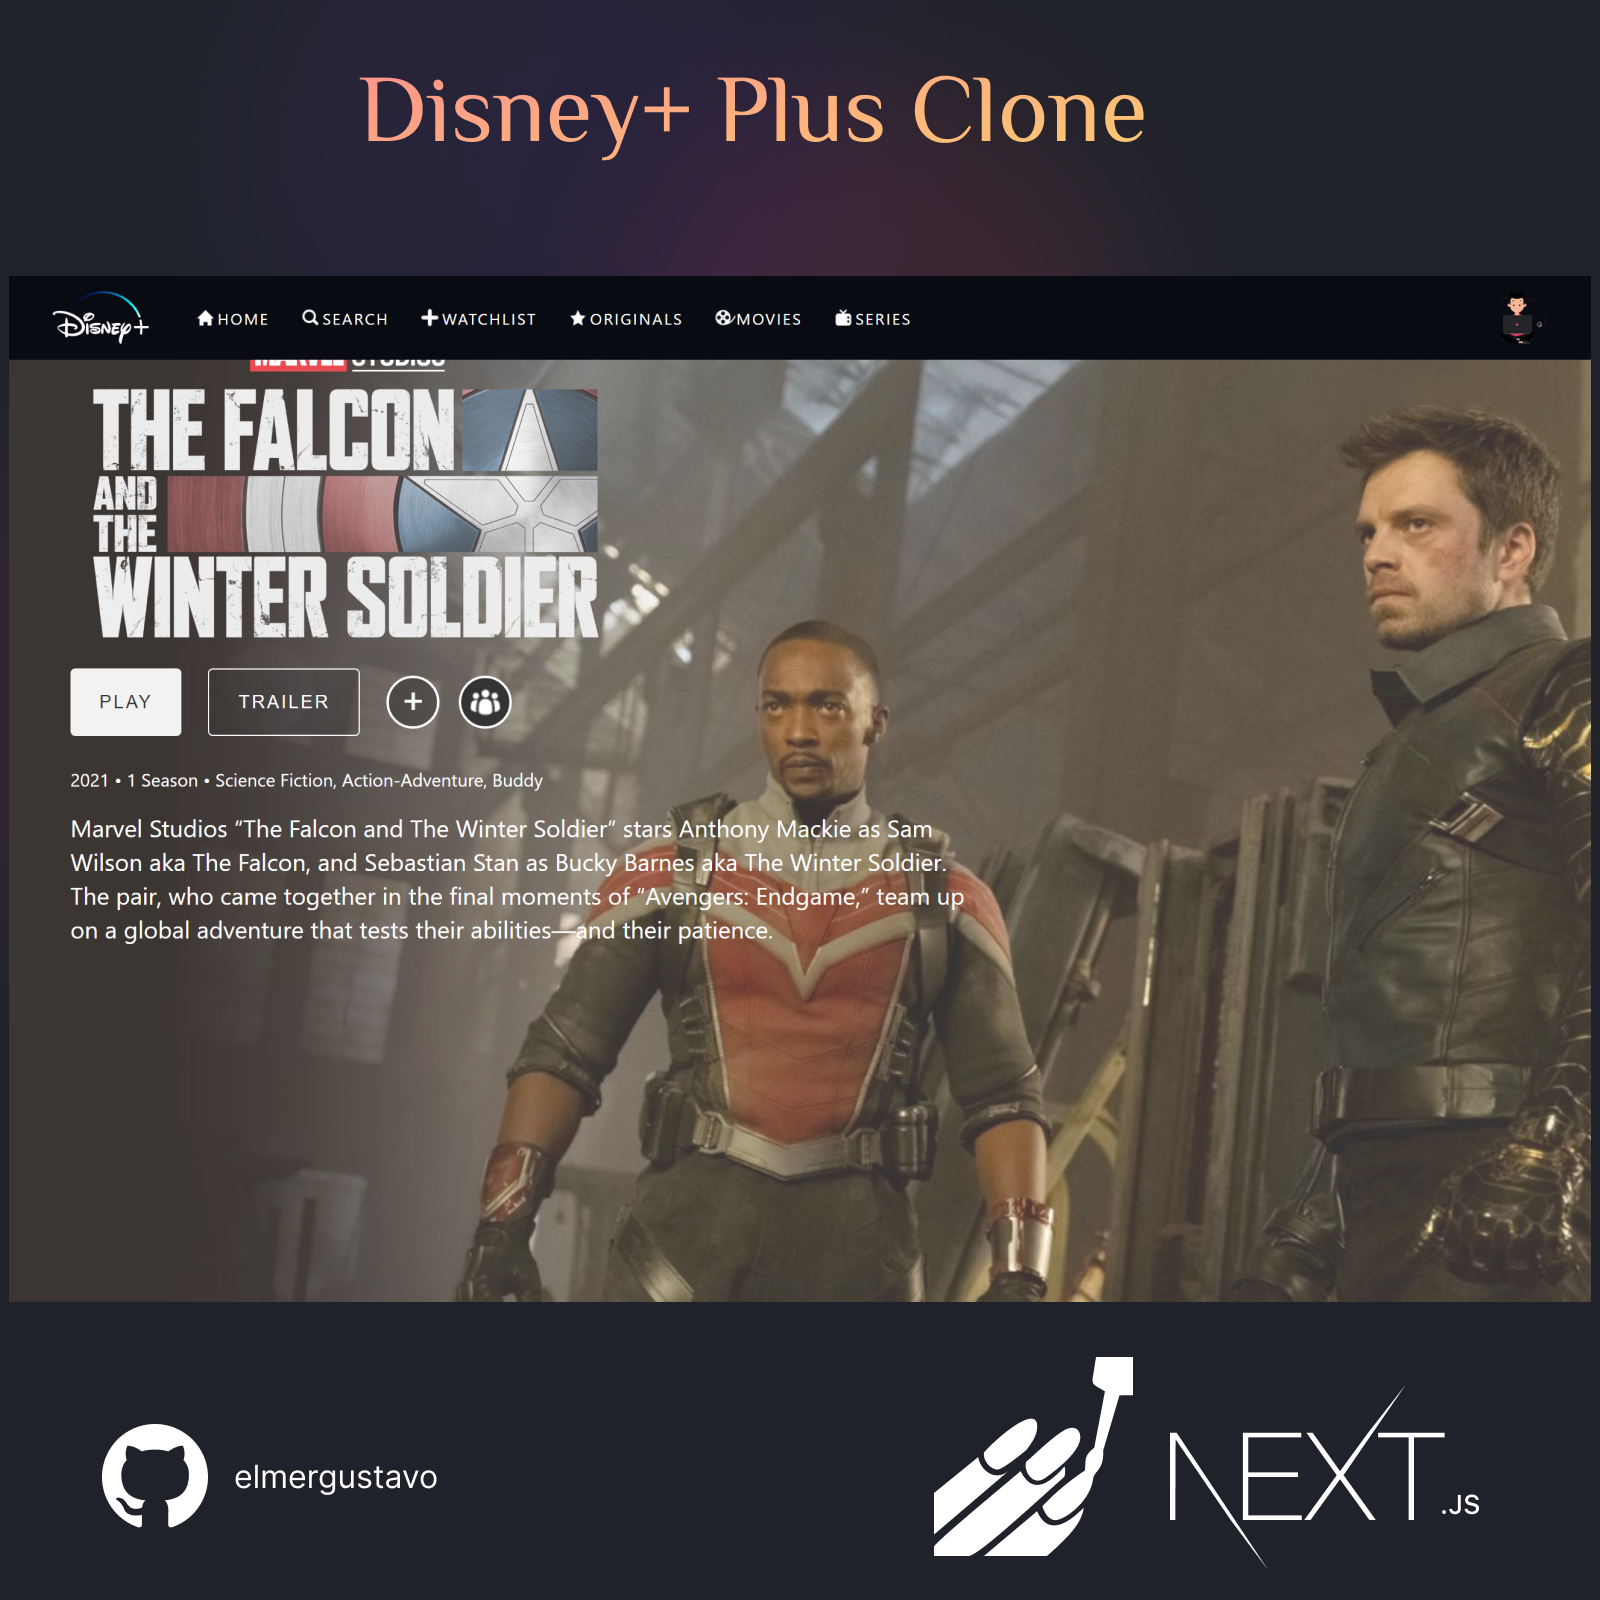 Disney+ Plus Clone
Disney+ HOME SEARCH WATCHLIST ORIGINALS MOVIES SERIES
MARVEL STUDIOS
THE FALCON
AND
THE
WINTER SOLDIER
PLAY TRAILER
2021 • 1 Season • Science Fiction, Action-Adventure, Buddy
Marvel Studios “The Falcon and The Winter Soldier” stars Anthony Mackie as Sam
Wilson aka The Falcon, and Sebastian Stan as Bucky Barnes aka The Winter Soldier.
The pair, who came together in the final moments of “Avengers: Endgame,” team up
on a global adventure that tests their abilities—and their patience.
elmergustavo
NEXT.JS